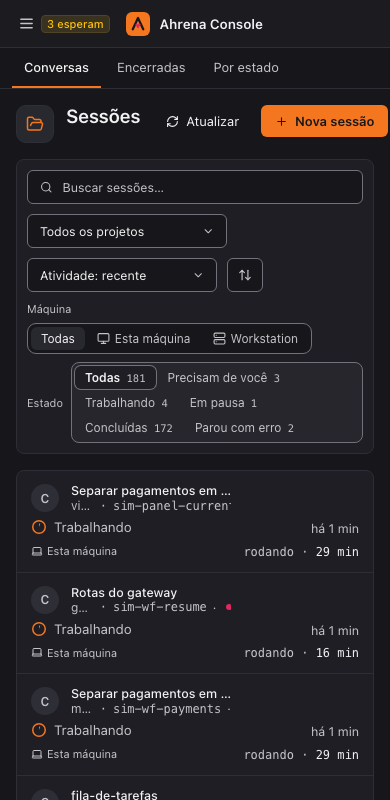 3 esperam Ahrena Console
Conversas Encerradas Por estado
Sessões Atualizar + Nova sessão
Buscar sessões...
Todos os projetos
Atividade: recente
Máquina
Todas Esta máquina Workstation
Todas 181 Precisam de você 3
Estado Trabalhando 4 Em pausa 1
Concluídas 172 Parou com erro 2
C Separar pagamentos em ...
vi... · sim-panel-current
Trabalhando há 1 min
Esta máquina rodando · 29 min
C Rotas do gateway
g... · sim-wf-resume ·
Trabalhando há 1 min
Esta máquina rodando · 16 min
C Separar pagamentos em ...
m... · sim-wf-payments ·
Trabalhando há 1 min
Esta máquina rodando · 29 min
C fila-de-tarefas